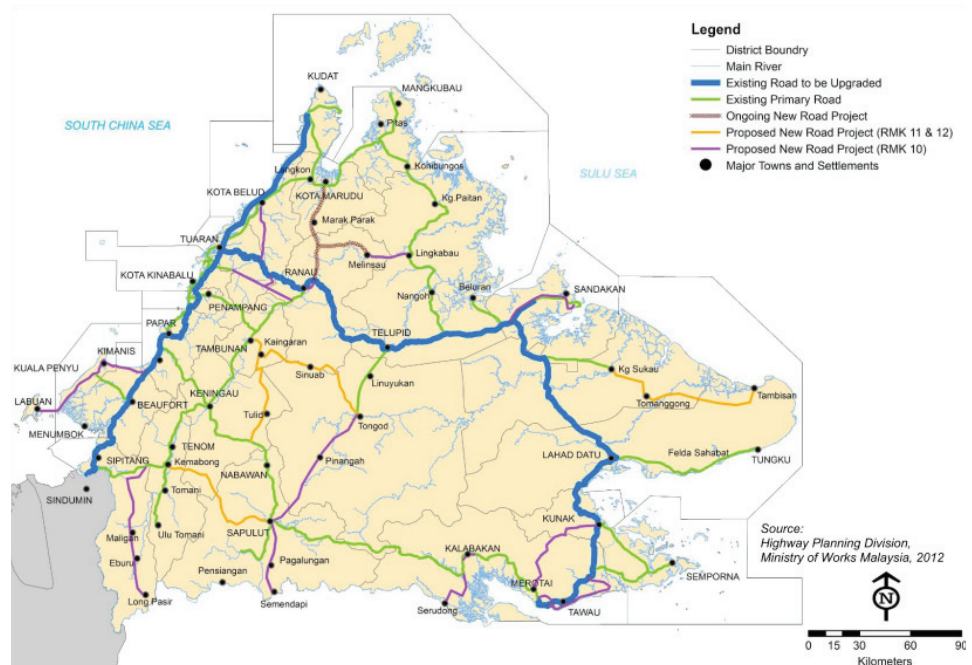 Legend
District Boundry
Main River
Existing Road to be Upgraded
Existing Primary Road
Ongoing New Road Project
Proposed New Road Project (RMK 11 & 12)
Proposed New Road Project (RMK 10)
Major Towns and Settlements
SOUTH CHINA SEA
SULU SEA
KUDAT
MANGKUBAU
Pitas
Langkon
Kohibungos
KOTA BELUD
KOTA MARUDU
Kg.Paitan
Marak Parak
TUARAN
Melinsau
Lingkabau
KOTA KINABALU
RANAU
Nangoh
Beluran
SANDAKAN
PENAMPANG
PAPAR
TELUPID
TAMBUNAN
Kaingaran
KIMANIS
Sinuab
Linuyukan
Kg Sukau
KUALA PENYU
Tomanggong
Tambisan
LABUAN
BEAUFORT
KENINGAU
Tulid
Tongod
MENUMBOK
TENOM
SIPITANG
Kemabong
Pinangah
LAHAD DATU
Felda Sahabat
TUNGKU
SINDUMIN
Tomani
NABAWAN
Ulu Tomani
SAPULUT
KUNAK
Maligan
Eburu
Pensiangan
Pagalungan
KALABAKAN
SEMPORNA
MEROTAI
Long Pasir
Semendapi
Serudong
TAWAU
Source:
Highway Planning Division,
Ministry of Works Malaysia, 2012
N
0 15 30 60 90
Kilometers